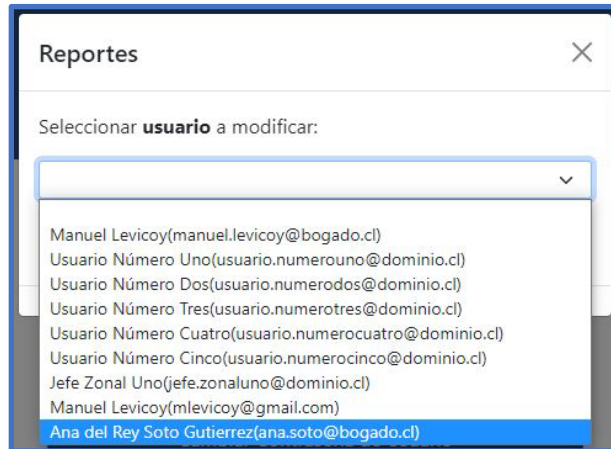 Reportes
Seleccionar usuario a modificar:
Manuel Levicoy(manuel.levicoy@bogado.cl)
Usuario Número Uno(usuario.numerouno@dominio.cl)
Usuario Número Dos(usuario.numerodos@dominio.cl)
Usuario Número Tres(usuario.numerotres@dominio.cl)
Usuario Número Cuatro(usuario.numerocuatro@dominio.cl)
Usuario Número Cinco(usuario.numerocinco@dominio.cl)
Jefe Zonal Uno(jefe.zonaluno@dominio.cl)
Manuel Levicoy(mlevicoy@gmail.com)
Ana del Rey Soto Gutierrez(ana.soto@bogado.cl)